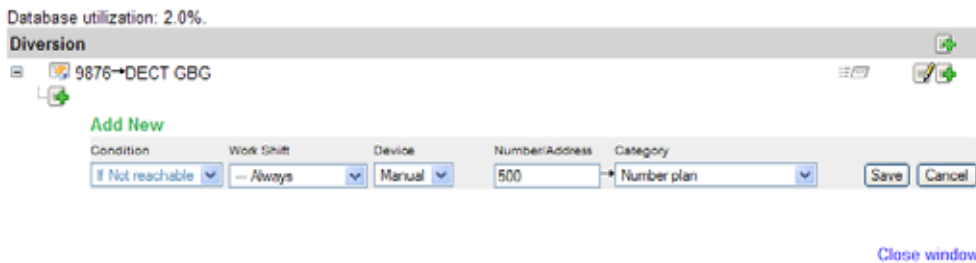 Database utilization: 2.0%.
Diversion
9876→DECT GBG
Add New
Condition Work Shift Device Number/Address Category
If Not reachable --- Always Manual 500 → Number plan Save Cancel
Close window